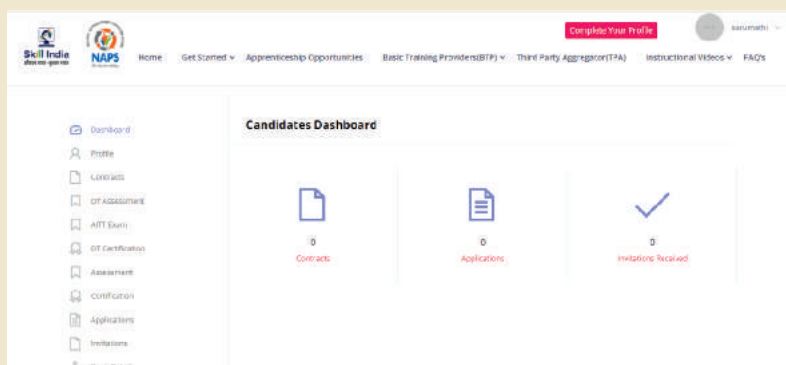 Complete Your Profile
sarumathi
Skill India
NAPS
Home Get Started Apprenticeship Opportunities Basic Training Providers(BTP) Third Party Aggregator(TPA) Instructional Videos FAQ's
Dashboard
Candidates Dashboard
Profile
Contracts
OT Assessment
AITT Exam
OT Certification
Assessment
Certification
Applications
Invitations
0
0
0
Contracts
Applications
Invitations Received